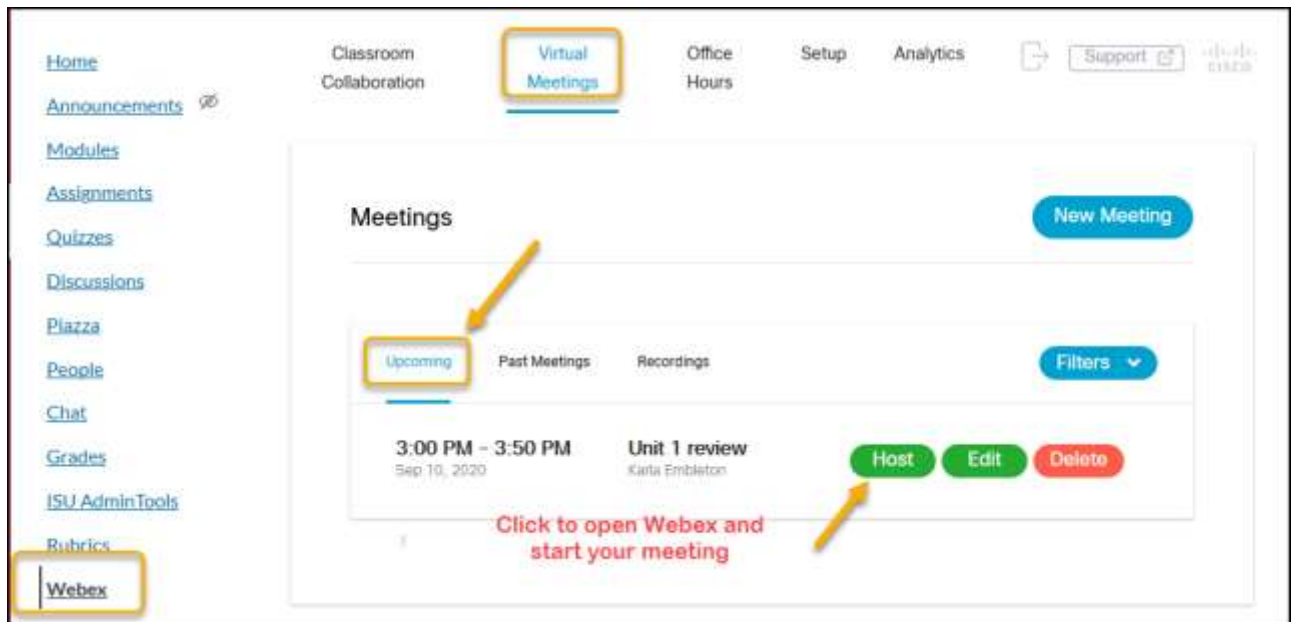 Home
Announcements
Modules
Assignments
Quizzes
Discussions
Piazza
People
Chat
Grades
ISU AdminTools
Rubrics
Webex
Classroom
Collaboration
Virtual
Meetings
Office
Hours
Setup
Analytics
Support
CISCO
Meetings
New Meeting
Upcoming
Past Meetings
Recordings
Filters
3:00 PM - 3:50 PM
Sep 10, 2020
Unit 1 review
Karla Embleton
Host
Edit
Delete
Click to open Webex and
start your meeting